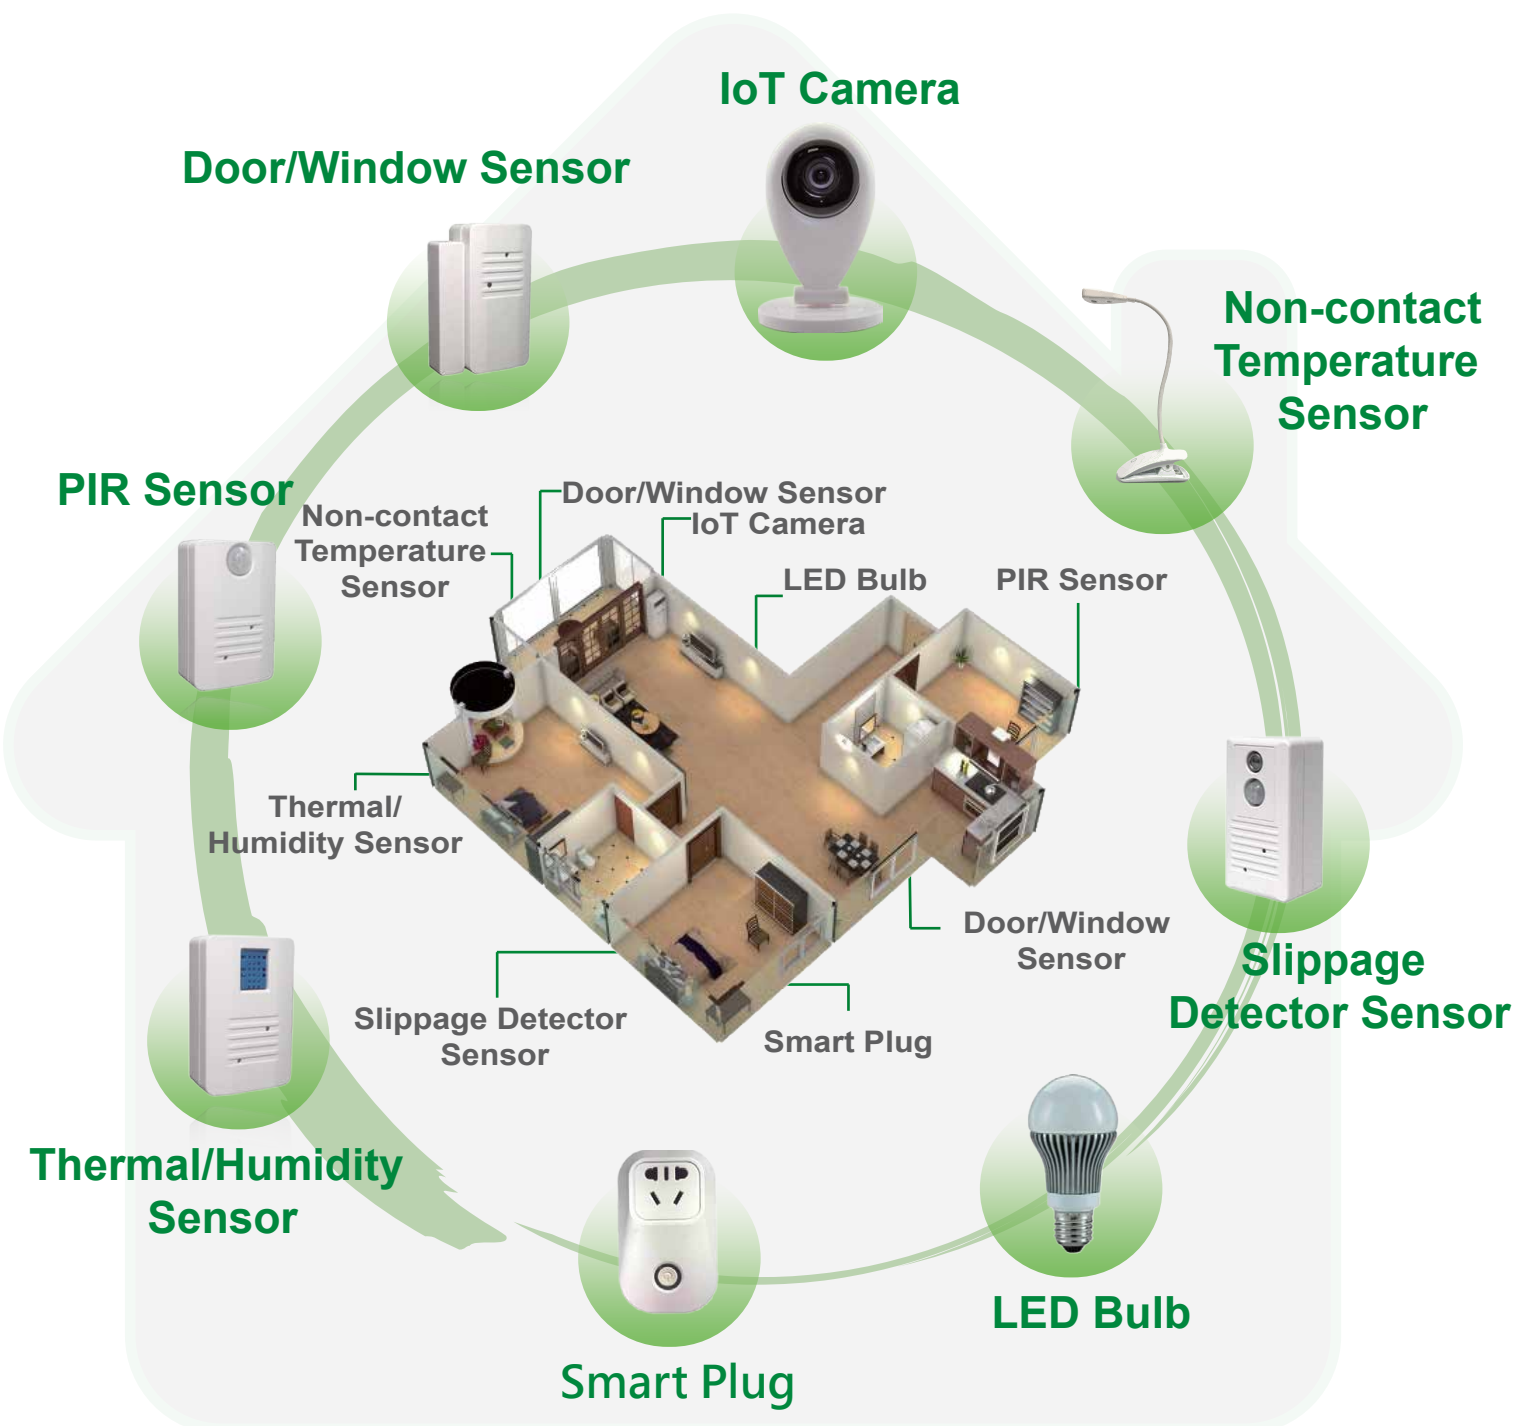 IoT Camera
Door/Window Sensor
Non-contact
Temperature
Sensor
PIR Sensor
Door/Window Sensor
IoT Camera
Non-contact
Temperature
Sensor
LED Bulb
PIR Sensor
Thermal/
Humidity Sensor
Door/Window
Sensor
Slippage
Detector Sensor
Slippage Detector
Sensor
Smart Plug
Thermal/Humidity
Sensor
LED Bulb
Smart Plug